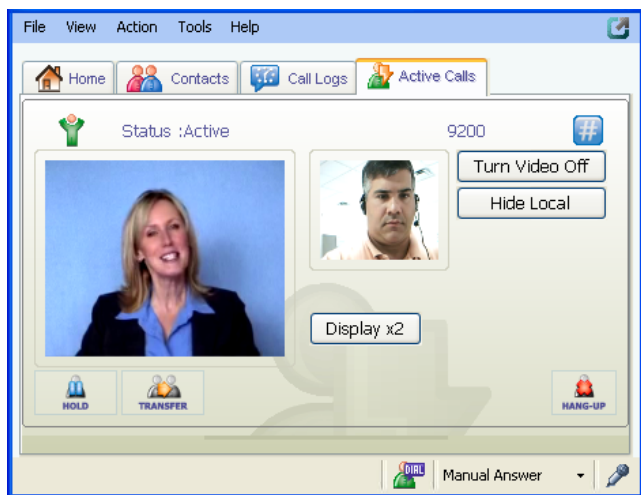 File View Action Tools Help
Home Contacts Call Logs Active Calls
Status :Active 9200 #
Turn Video Off
Hide Local
Display x2
HOLD TRANSFER HANG-UP
DIAL Manual Answer